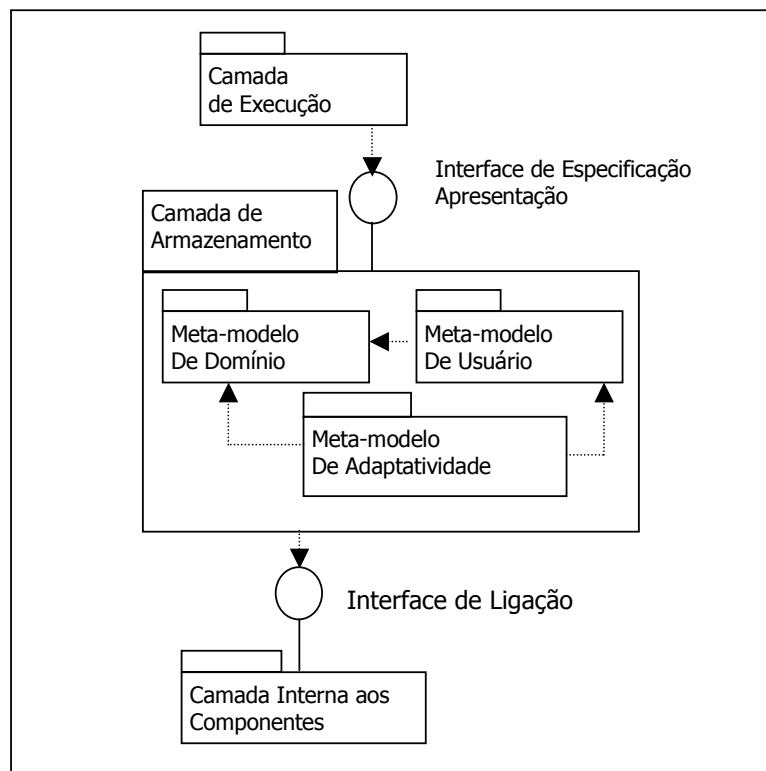 Camada
de Execução
Interface de Especificação
Apresentação
Camada de
Armazenamento
Meta-modelo
De Domínio
Meta-modelo
De Usuário
Meta-modelo
De Adaptatividade
Interface de Ligação
Camada Interna aos
Componentes